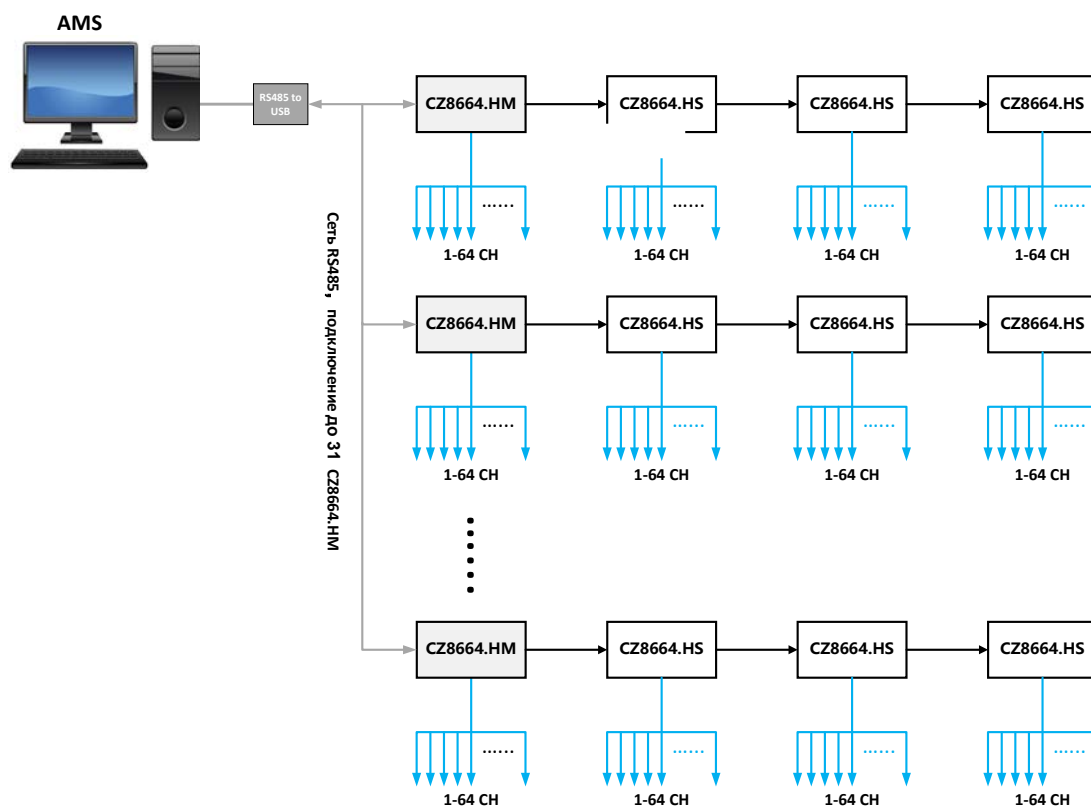 AMS
RS485 to
USB
CZ8664.HM
CZ8664.HS
CZ8664.HS
CZ8664.HS
......
......
......
......
1-64 CH
1-64 CH
1-64 CH
1-64 CH
Сеть RS485, подключение до 31 CZ8664.HM
CZ8664.HM
CZ8664.HS
CZ8664.HS
CZ8664.HS
......
......
......
......
1-64 CH
1-64 CH
1-64 CH
1-64 CH
CZ8664.HM
CZ8664.HS
CZ8664.HS
CZ8664.HS
......
......
......
......
1-64 CH
1-64 CH
1-64 CH
1-64 CH